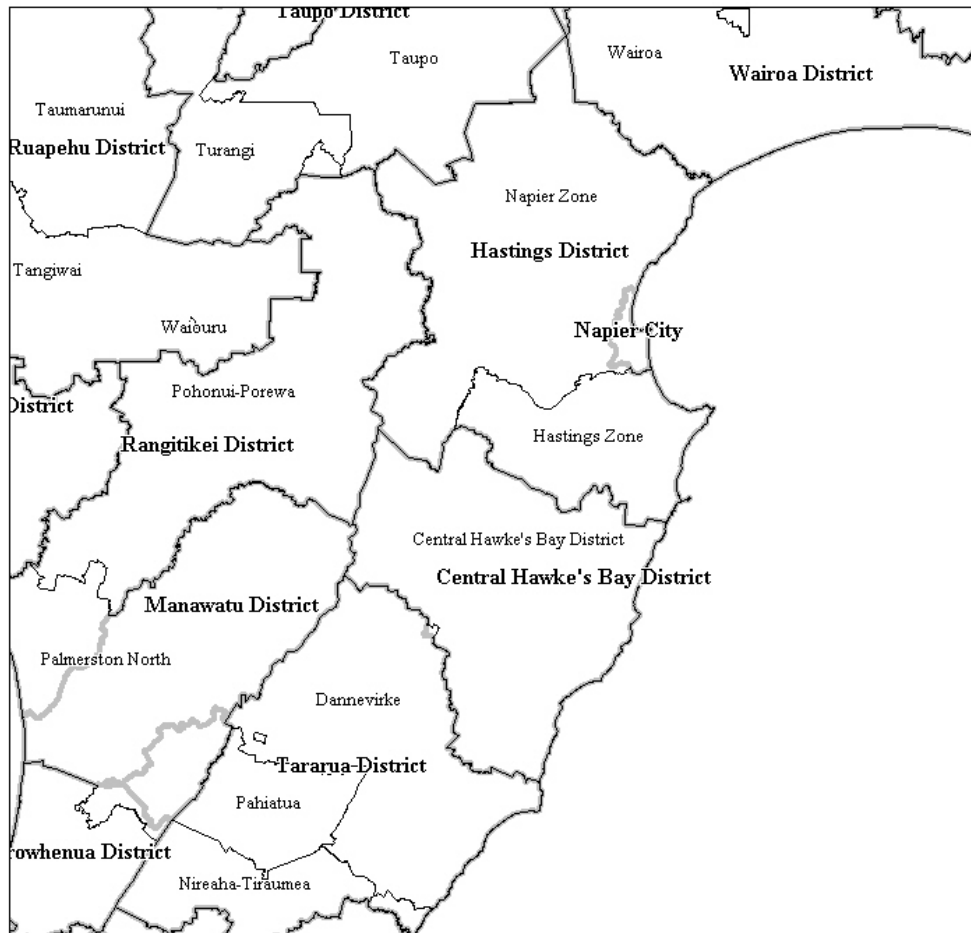 Taupo District
Taupo
Wairoa
Wairoa District
Taumarunui
Ruapehu District
Turangi
Napier Zone
Hastings District
Tangiwai
Waiouru
Napier City
Pohonui-Porewa
District
Rangitikei District
Hastings Zone
Central Hawke's Bay District
Central Hawke's Bay District
Manawatu District
Palmerston North
Dannevirke
Tararua District
Pahiatua
rowhenua District
Nireaha-Tiraumea